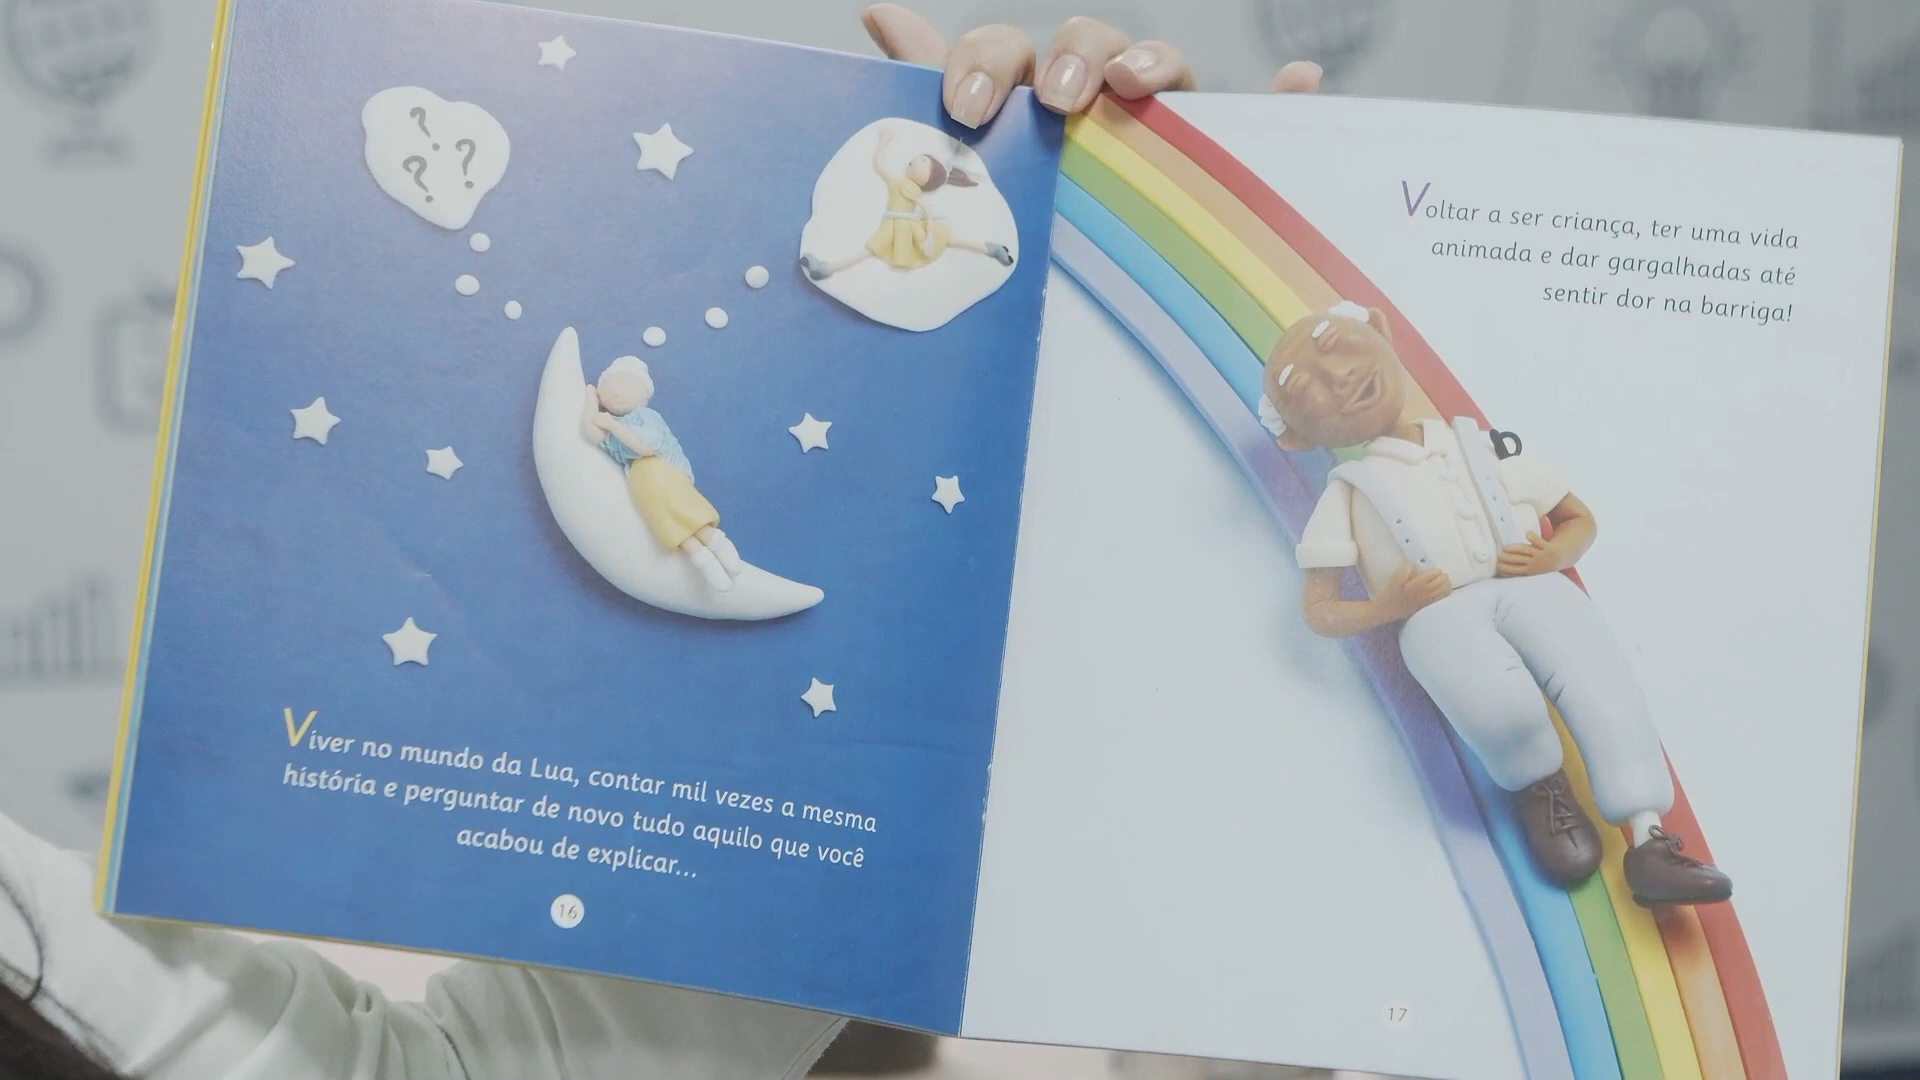 ? ? ?
Viver no mundo da Lua, contar mil vezes a mesma
história e perguntar de novo tudo aquilo que você
acabou de explicar...
16
Voltar a ser criança, ter uma vida
animada e dar gargalhadas até
sentir dor na barriga!
17